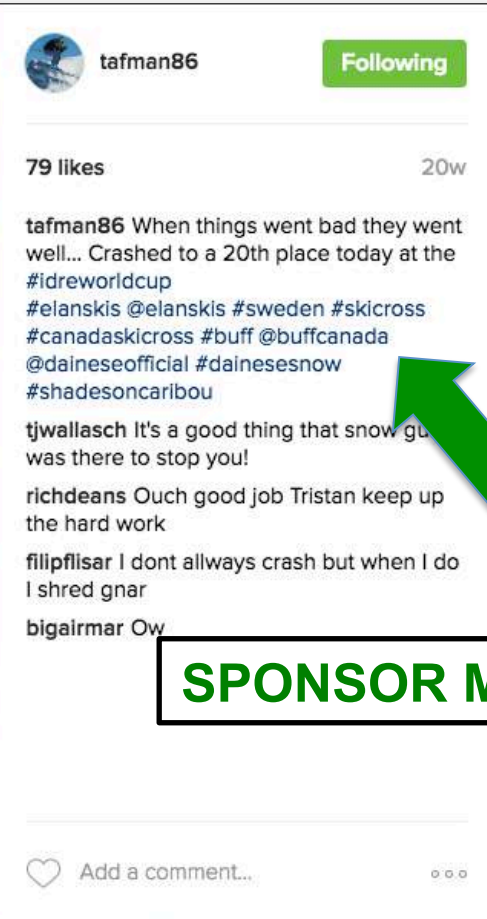 tafman86
Following
79 likes
20w
tafman86 When things went bad they went
well... Crashed to a 20th place today at the
#idreworldcup
#elanskis @elanskis #sweden #skicross
#canadaskicross #buff @buffcanada
@daineseofficial #dainesesnow
#shadesoncaribou
tjwallasch It's a good thing that snow gu
was there to stop you!
richdeans Ouch good job Tristan keep up
the hard work
filipflisar I dont allways crash but when I do
I shred gnar
bigairmar Ow
SPONSOR M
Add a comment...